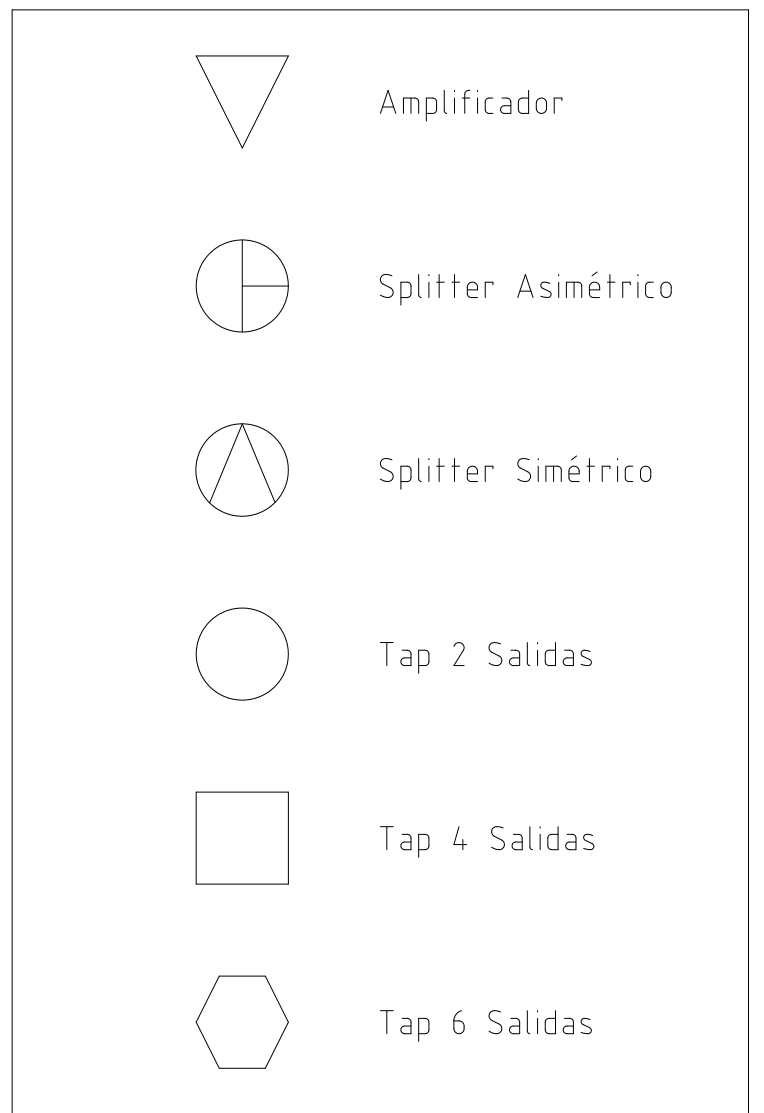 Amplificador
Splitter Asimétrico
Splitter Simétrico
Tap 2 Salidas
Tap 4 Salidas
Tap 6 Salidas